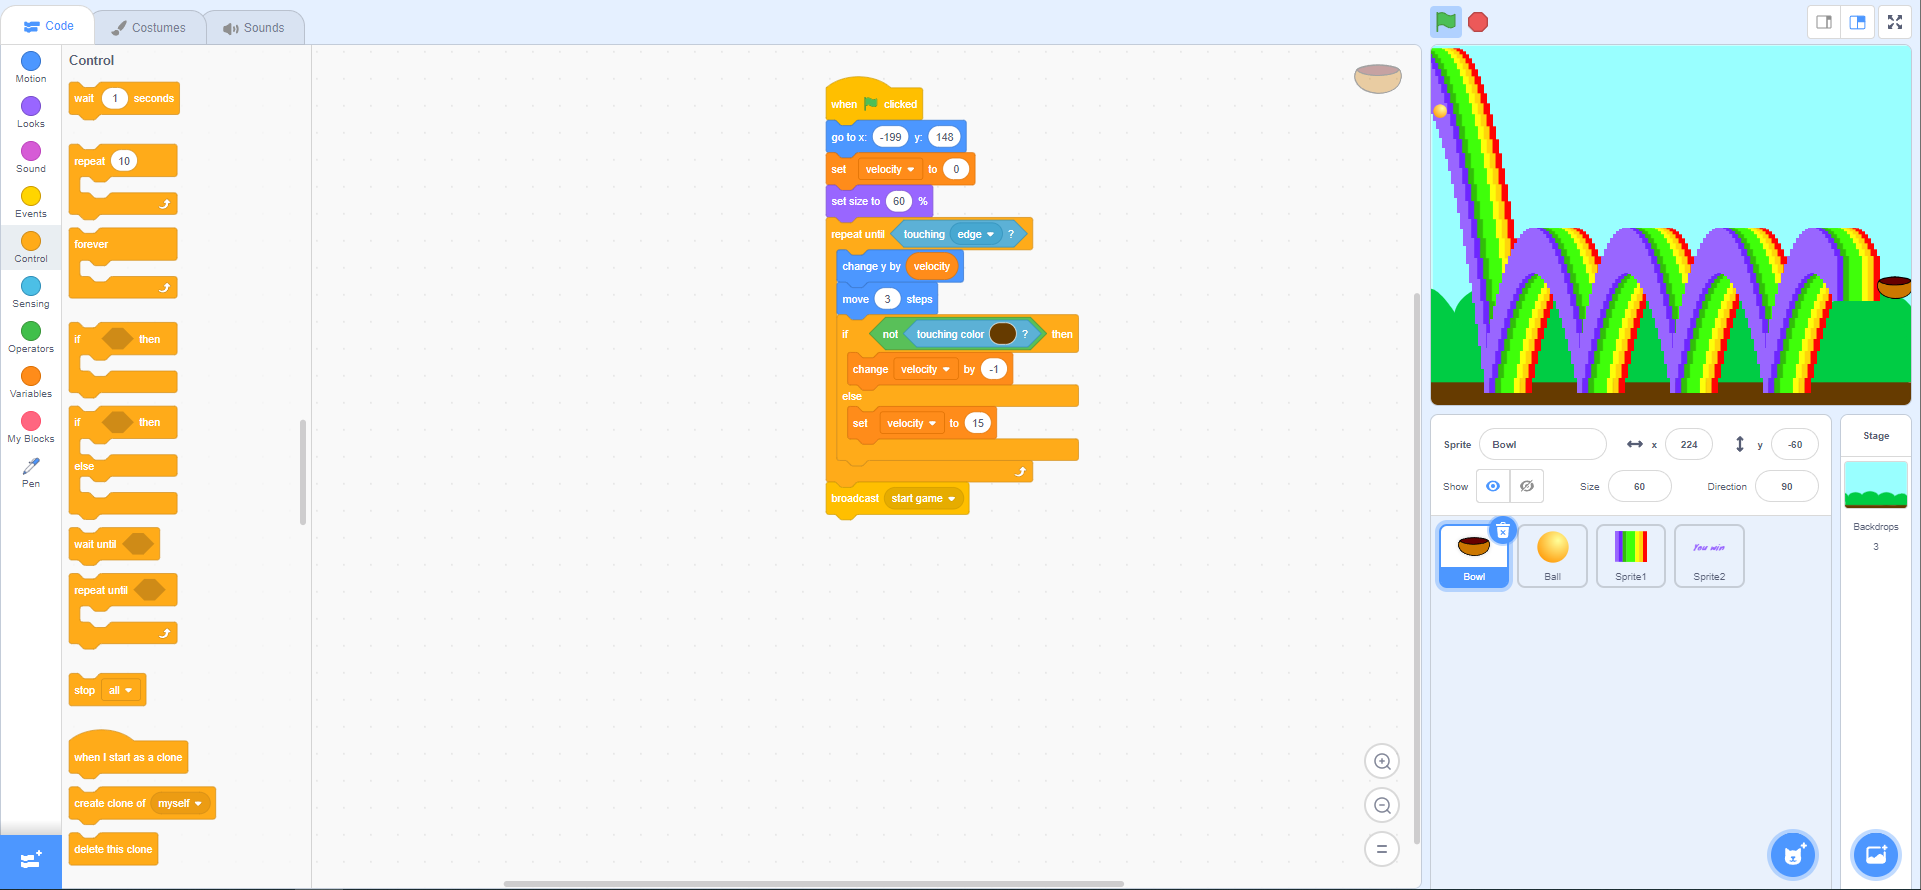 Code
Costumes
Sounds
Motion
Looks
Sound
Events
Control
Sensing
Operators
Variables
My Blocks
Pen
Control
wait 1 seconds
repeat 10
forever
if then
if then
else
wait until
repeat until
stop all
when I start as a clone
create clone of myself
delete this clone
when clicked
go to x: -199 y: 148
set velocity to 0
set size to 60 %
repeat until touching edge ?
change y by velocity
move 3 steps
if not touching color ? then
change velocity by -1
else
set velocity to 15
broadcast start game
Sprite Bowl x 224 y -60
Show Size 60 Direction 90
Bowl
Ball
Sprite1
You win
Sprite2
Stage
Backdrops
3